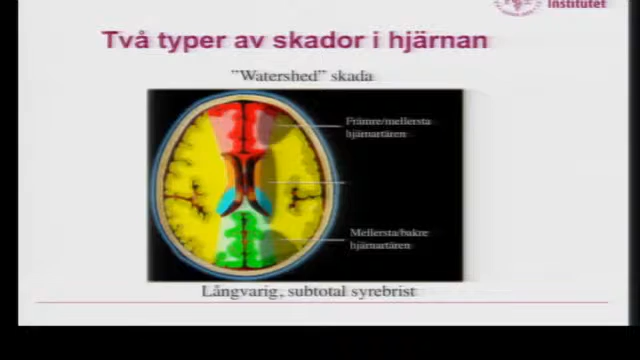 Institutet
Två typer av skador i hjärnan
”Watershed” skada
Främre/mellersta
hjärnartären
Mellersta/bakre
hjärnartären
Långvarig, subtotal syrebrist